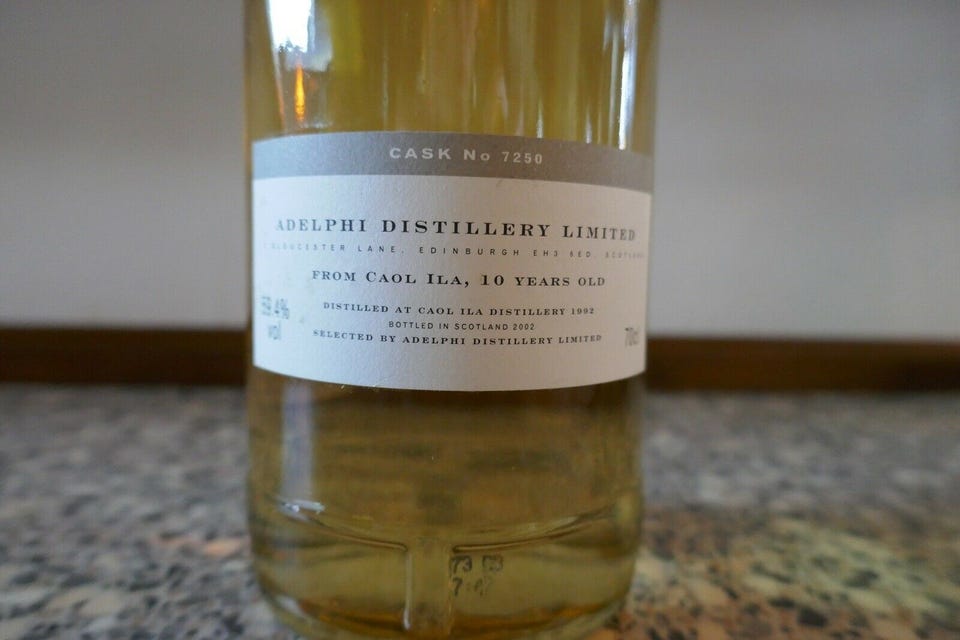 CASK No 7250
ADELPHI DISTILLERY LIMITED
GLOUCESTER LANE, EDINBURGH EH3 6ED, SCOTLAND
FROM CAOL ILA, 10 YEARS OLD
59.4%
vol
DISTILLED AT CAOL ILA DISTILLERY 1992
BOTTLED IN SCOTLAND 2002
SELECTED BY ADELPHI DISTILLERY LIMITED
70cl